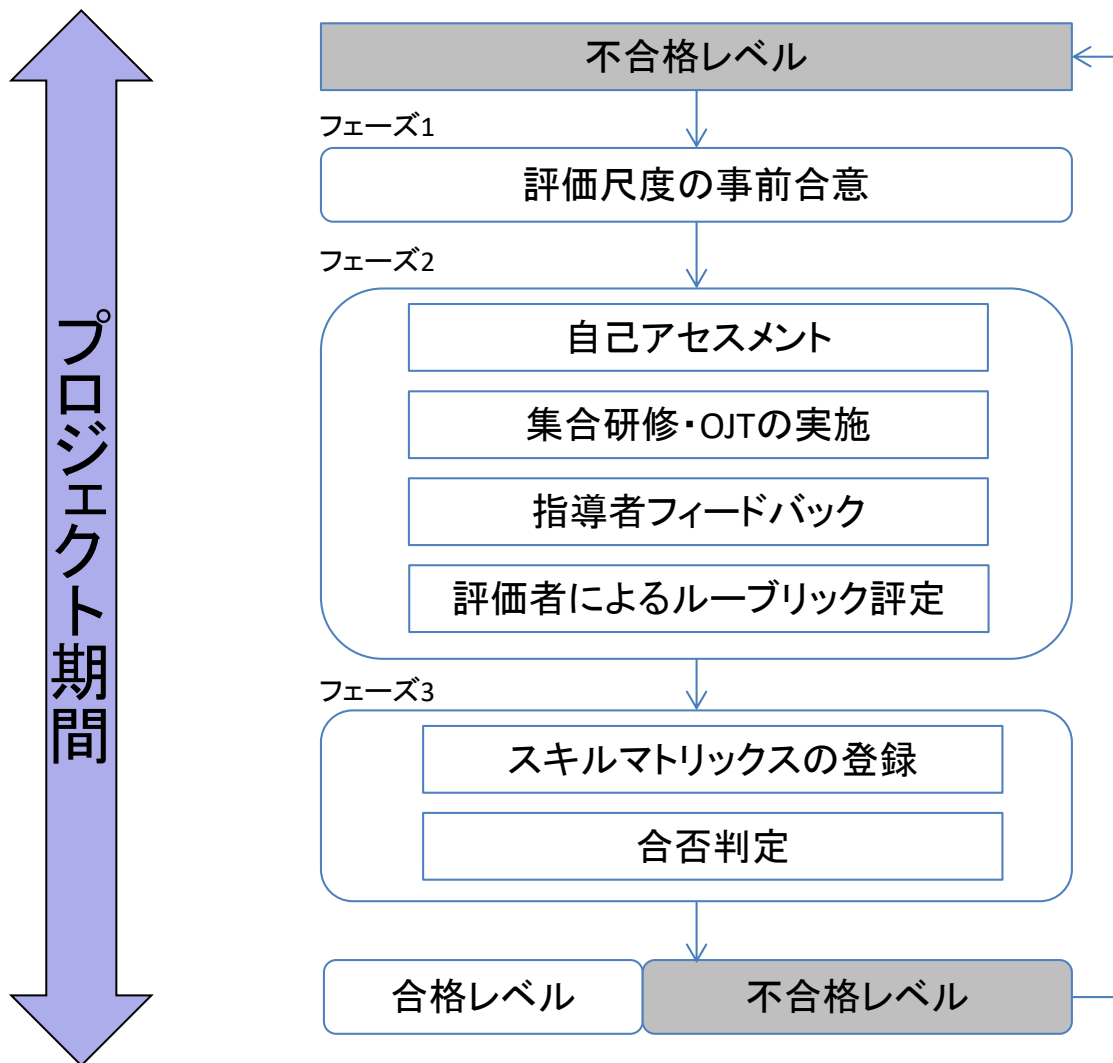 プロジェクト期間
不合格レベル
フェーズ1
評価尺度の事前合意
フェーズ2
自己アセスメント
集合研修・OJTの実施
指導者フィードバック
評価者によるルーブリック評定
フェーズ3
スキルマトリックスの登録
合否判定
合格レベル
不合格レベル